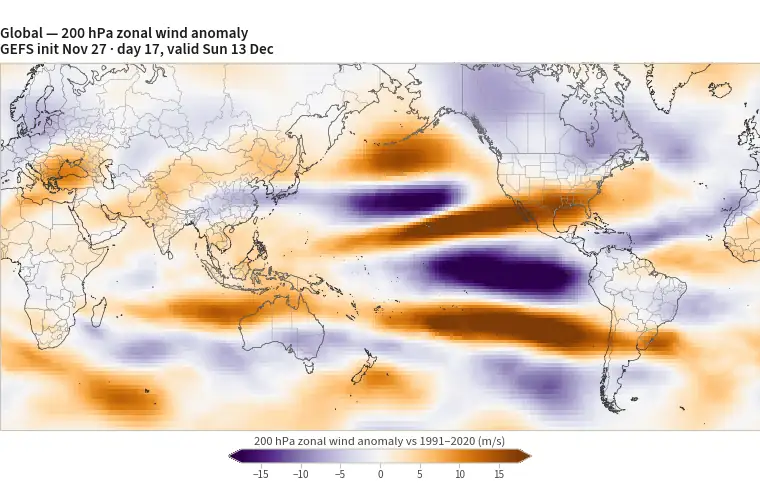 Global — 200 hPa zonal wind anomaly
GEFS init Nov 27 · day 17, valid Sun 13 Dec
200 hPa zonal wind anomaly vs 1991–2020 (m/s)
−15 −10 −5 0 5 10 15